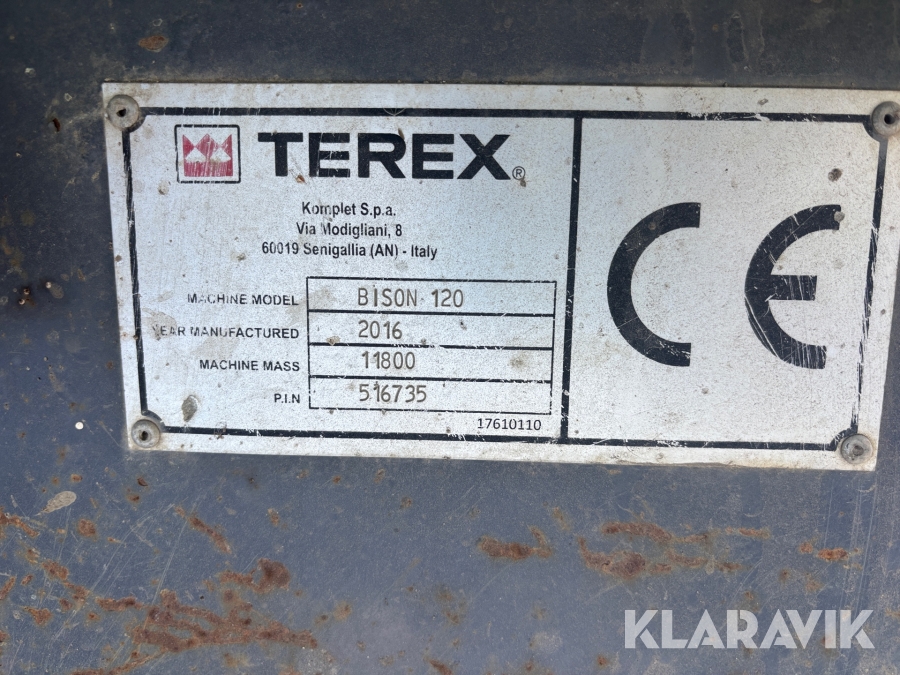 TEREX®
Komplet S.p.a.
Via Modigliani, 8
60019 Senigallia (AN) - Italy
MACHINE MODEL BISON 120
YEAR MANUFACTURED 2016
MACHINE MASS 11800
P.I.N 516735
17610110
CE
KLARAVIK